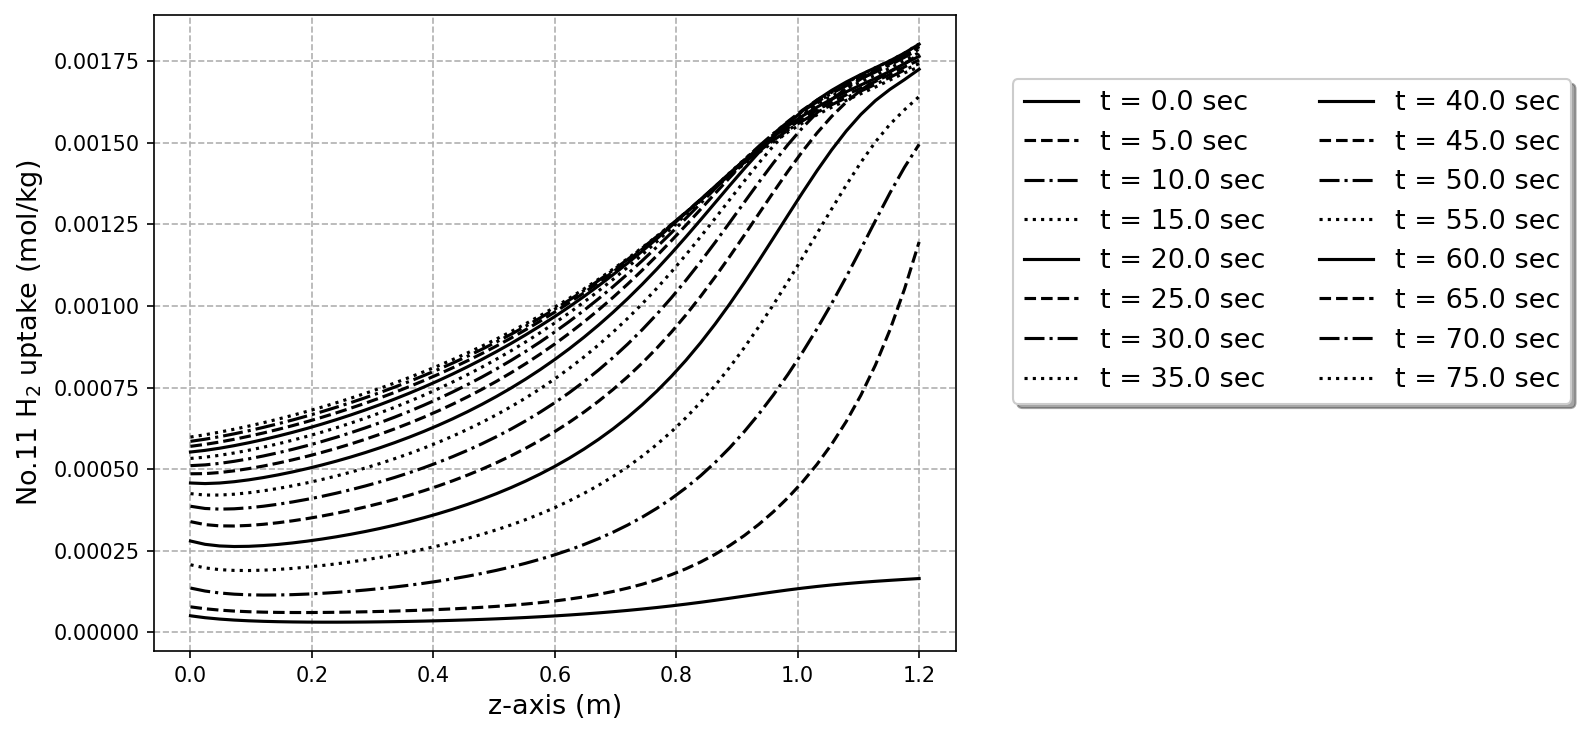 No.11 H₂ uptake (mol/kg)
0.00175
0.00150
0.00125
0.00100
0.00075
0.00050
0.00025
0.00000
0.0 0.2 0.4 0.6 0.8 1.0 1.2
z-axis (m)
t = 0.0 sec
t = 5.0 sec
t = 10.0 sec
t = 15.0 sec
t = 20.0 sec
t = 25.0 sec
t = 30.0 sec
t = 35.0 sec
t = 40.0 sec
t = 45.0 sec
t = 50.0 sec
t = 55.0 sec
t = 60.0 sec
t = 65.0 sec
t = 70.0 sec
t = 75.0 sec